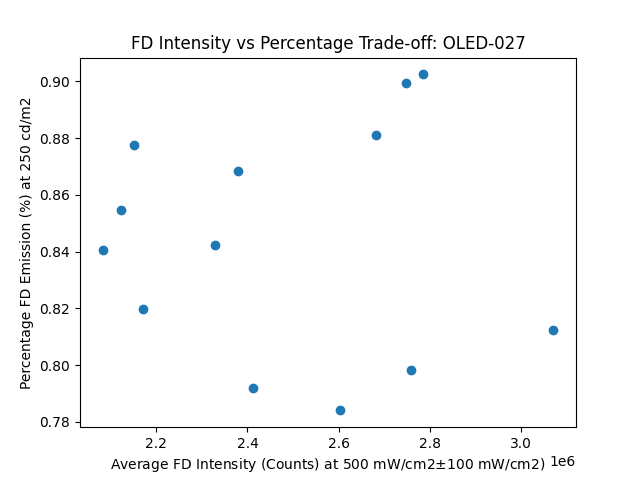 FD Intensity vs Percentage Trade-off: OLED-027
Percentage FD Emission (%) at 250 cd/m2
0.90
0.88
0.86
0.84
0.82
0.80
0.78
2.2 2.4 2.6 2.8 3.0
1e6
Average FD Intensity (Counts) at 500 mW/cm2±100 mW/cm2)